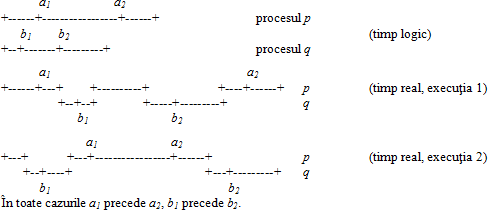 a1 a2
+------+-----------------+------+ procesul p
b1 b2 (timp logic)
+--+-------+---------+ procesul q
a1 a2
+------+---+ +----------+ +----+------+ p (timp real, execuţia 1)
+--+--+ +-----+---------+ q
b1 b2
a1 a2
+---+ +---+-----------------+------+ p (timp real, execuţia 2)
+--+----+ +---+---------+ q
b1 b2
În toate cazurile a1 precede a2, b1 precede b2.